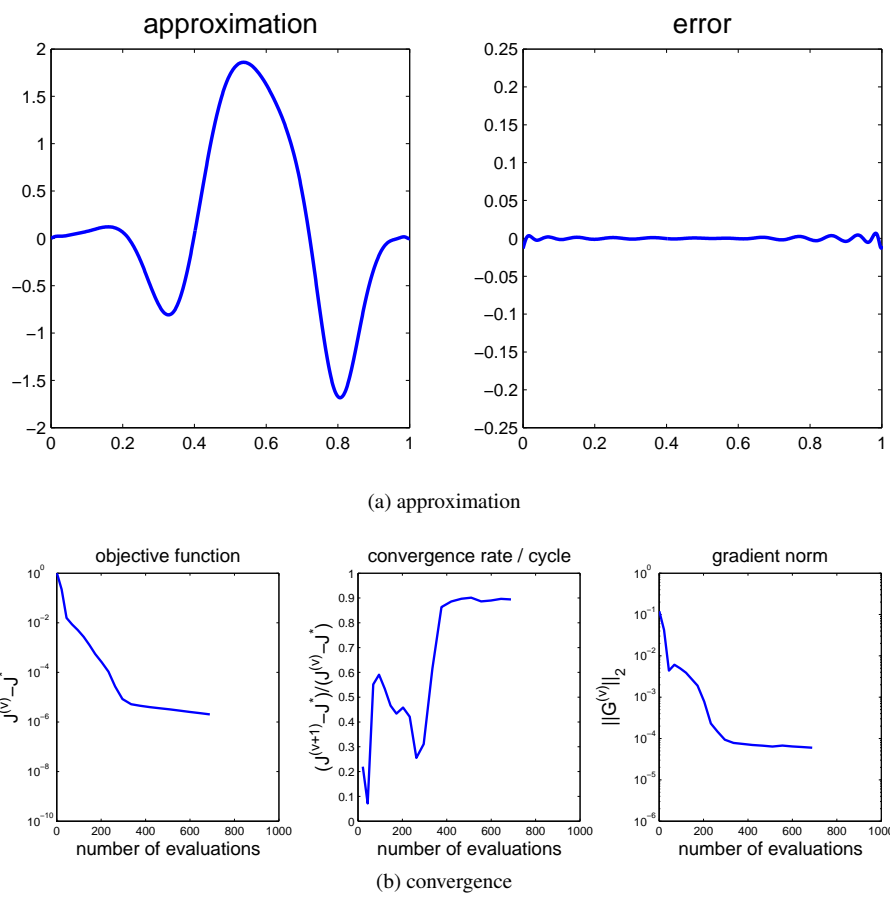 approximation
2
1.5
1
0.5
0
−0.5
−1
−1.5
−2
0 0.2 0.4 0.6 0.8 1
error
0.25
0.2
0.15
0.1
0.05
0
−0.05
−0.1
−0.15
−0.2
−0.25
0 0.2 0.4 0.6 0.8 1
(a) approximation
objective function
J^(v)−J^*
10^0
10^−2
10^−4
10^−6
10^−8
10^−10
0 200 400 600 800 1000
number of evaluations
convergence rate / cycle
(J^(v+1)−J^*)/(J^(v)−J^*)
1
0.9
0.8
0.7
0.6
0.5
0.4
0.3
0.2
0.1
0
0 200 400 600 800 1000
number of evaluations
gradient norm
||G^(v)||_2
10^0
10^−1
10^−2
10^−3
10^−4
10^−5
10^−6
0 200 400 600 800 1000
number of evaluations
(b) convergence